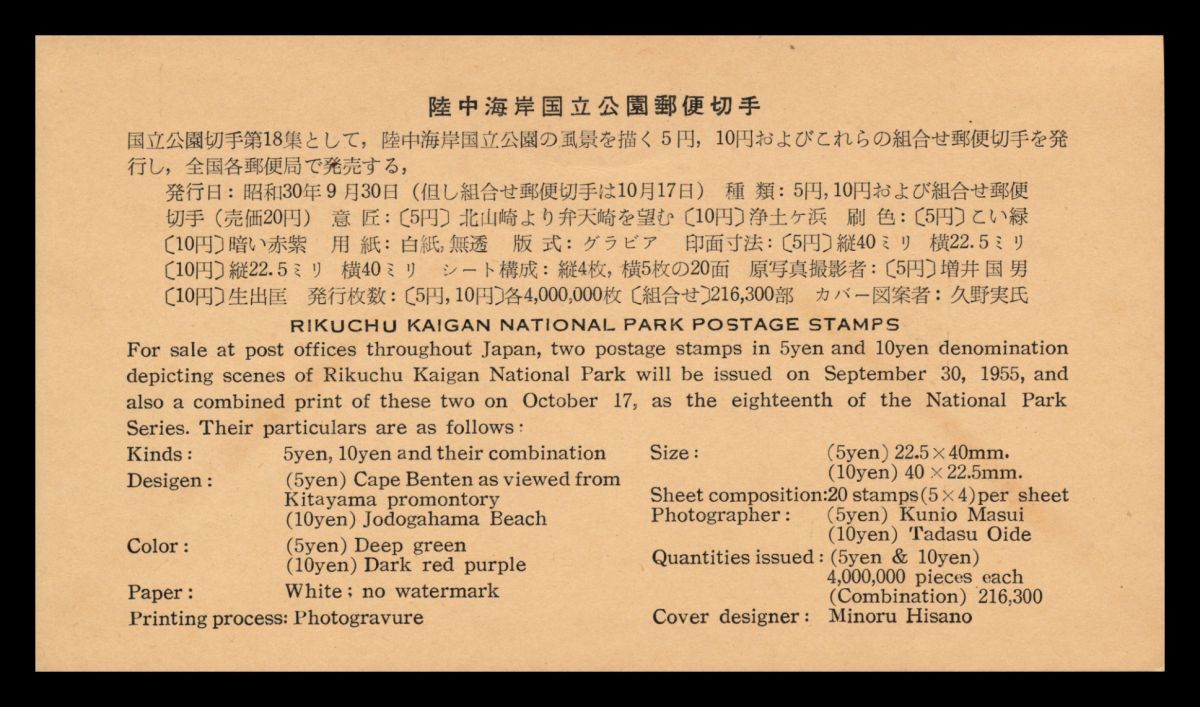 陸中海岸国立公園郵便切手
国立公園切手第18集として，陸中海岸国立公園の風景を描く５円，10円およびこれらの組合せ郵便切手を発
行し，全国各郵便局で発売する，
発行日：昭和30年９月30日（但し組合せ郵便切手は10月17日） 種 類：5円，10円および組合せ郵便
切手（売価20円） 意 匠：〔5円〕北山崎より弁天崎を望む〔10円〕浄土ケ浜 刷 色：〔5円〕こい緑
〔10円〕暗い赤紫 用 紙：白紙，無透 版 式：グラビア 印面寸法：〔5円〕縦40ミリ 横22.5ミリ
〔10円〕縦22.5ミリ 横40ミリ シート構成：縦4枚，横5枚の20面 原写真撮影者：〔5円〕増井国男
〔10円〕生出匡 発行枚数：〔5円，10円〕各4,000,000枚〔組合せ〕216,300部 カバー図案者：久野実氏
RIKUCHU KAIGAN NATIONAL PARK POSTAGE STAMPS
For sale at post offices throughout Japan, two postage stamps in 5yen and 10yen denomination
depicting scenes of Rikuchu Kaigan National Park will be issued on September 30, 1955, and
also a combined print of these two on October 17, as the eighteenth of the National Park
Series. Their particulars are as follows:
Kinds: 5yen, 10yen and their combination
Desigen: (5yen) Cape Benten as viewed from
Kitayama promontory
(10yen) Jodogahama Beach
Color: (5yen) Deep green
(10yen) Dark red purple
Paper: White; no watermark
Printing process: Photogravure
Size: (5yen) 22.5×40mm.
(10yen) 40×22.5mm.
Sheet composition:20 stamps(5×4)per sheet
Photographer: (5yen) Kunio Masui
(10yen) Tadasu Oide
Quantities issued: (5yen & 10yen)
4,000,000 pieces each
(Combination) 216,300
Cover designer: Minoru Hisano